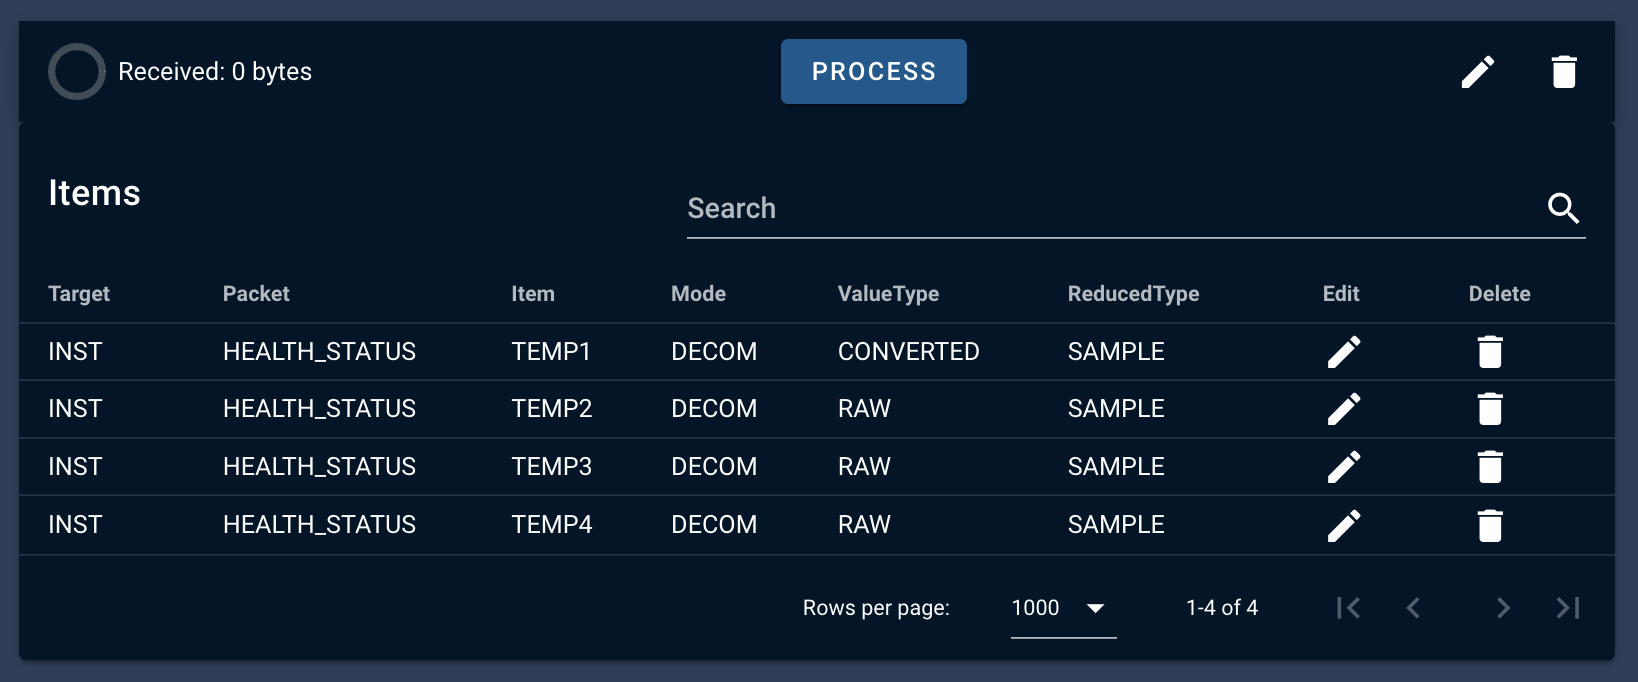 Received: 0 bytes
PROCESS
Items
Search
Target Packet Item Mode ValueType ReducedType Edit Delete
INST HEALTH_STATUS TEMP1 DECOM CONVERTED SAMPLE
INST HEALTH_STATUS TEMP2 DECOM RAW SAMPLE
INST HEALTH_STATUS TEMP3 DECOM RAW SAMPLE
INST HEALTH_STATUS TEMP4 DECOM RAW SAMPLE
Rows per page: 1000 1-4 of 4